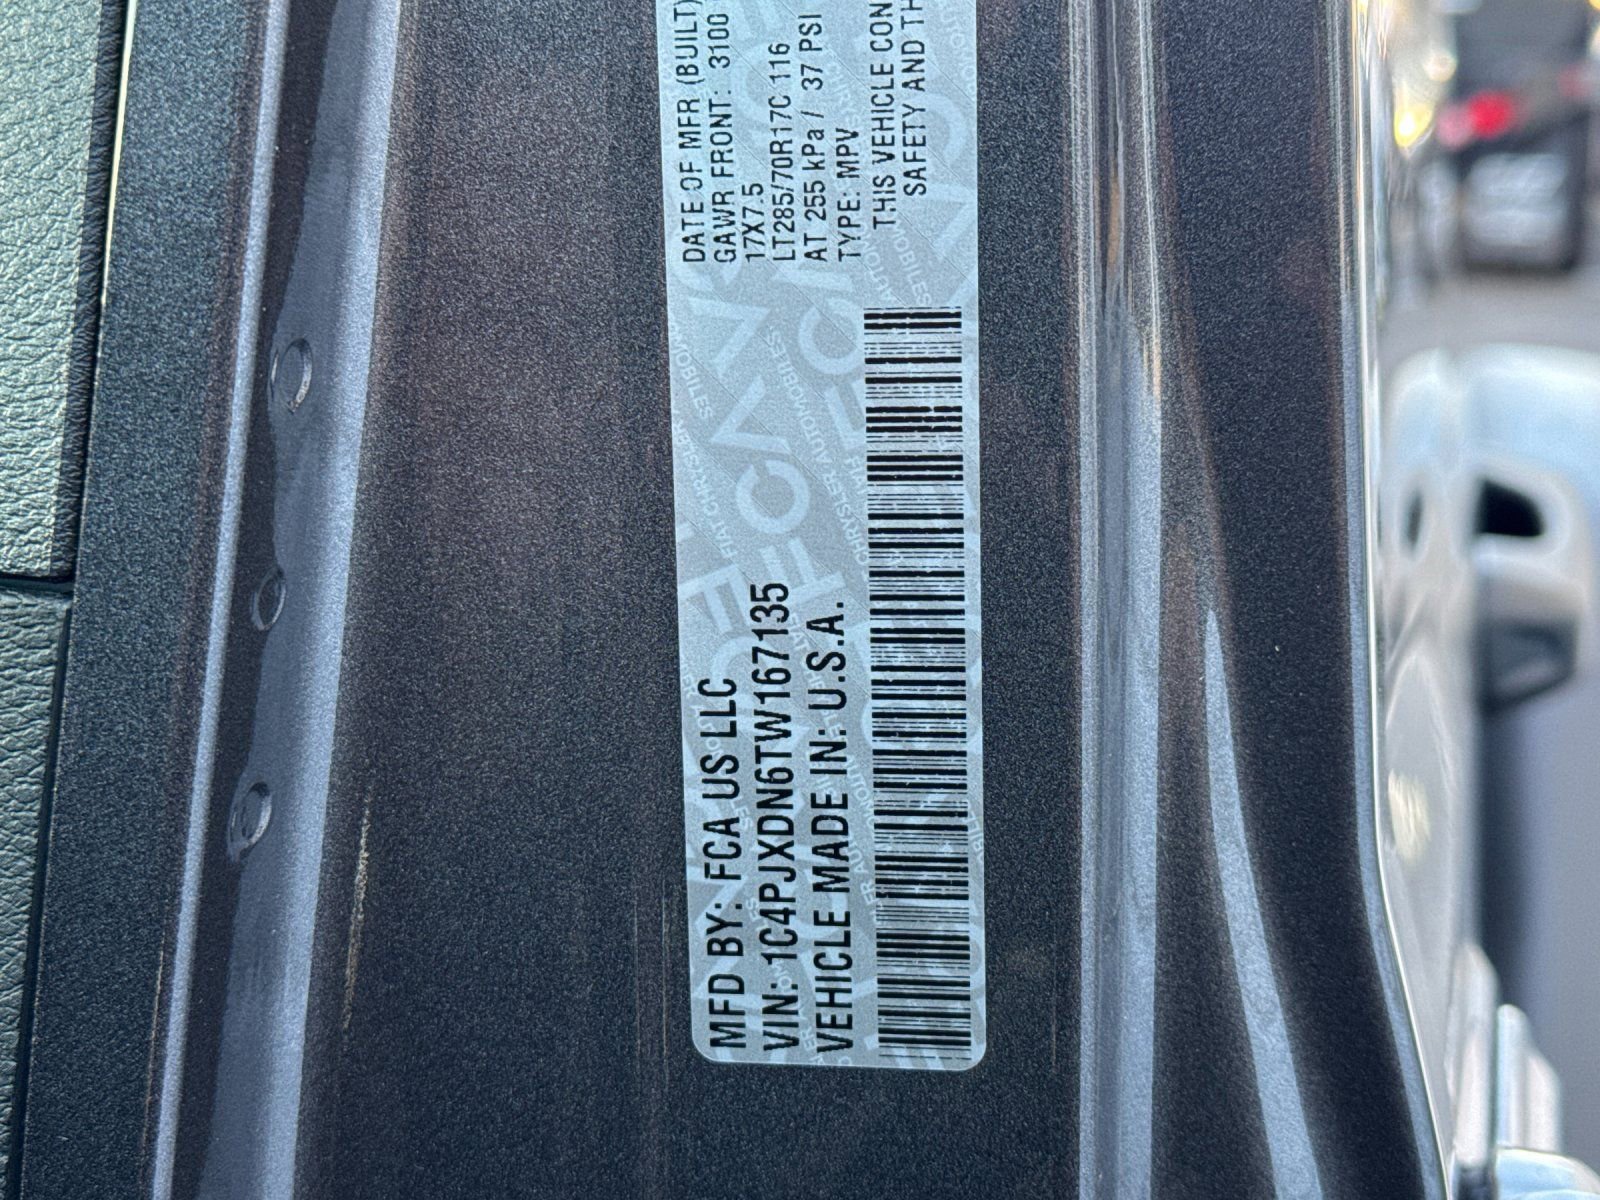 MFD BY: FCA US LLC
VIN: 1C4PJXDN6TW167135
VEHICLE MADE IN: U.S.A.
DATE OF MFR (BUILT)
GAWR FRONT: 3100
17X7.5
LT285/70R17C 116
AT 255 kPa / 37 PSI
TYPE: MPV
THIS VEHICLE CON
SAFETY AND TH